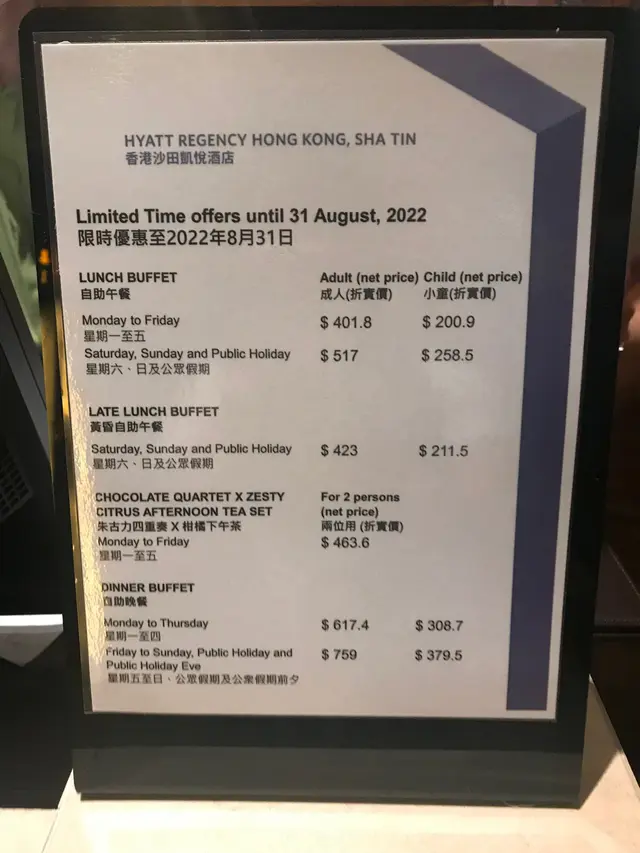 HYATT REGENCY HONG KONG, SHA TIN
香港沙田凱悅酒店
Limited Time offers until 31 August, 2022
限時優惠至2022年8月31日
LUNCH BUFFET Adult (net price) Child (net price)
自助午餐 成人(折實價) 小童(折實價)
Monday to Friday $ 401.8 $ 200.9
星期一至五
Saturday, Sunday and Public Holiday $ 517 $ 258.5
星期六、日及公眾假期
LATE LUNCH BUFFET
黃昏自助午餐
Saturday, Sunday and Public Holiday $ 423 $ 211.5
星期六、日及公眾假期
CHOCOLATE QUARTET X ZESTY For 2 persons
CITRUS AFTERNOON TEA SET (net price)
朱古力四重奏 X 柑橘下午茶 兩位用 (折實價)
Monday to Friday $ 463.6
星期一至五
DINNER BUFFET
自助晚餐
Monday to Thursday $ 617.4 $ 308.7
星期一至四
Friday to Sunday, Public Holiday and $ 759 $ 379.5
Public Holiday Eve
星期五至日、公眾假期及公衆假期前夕